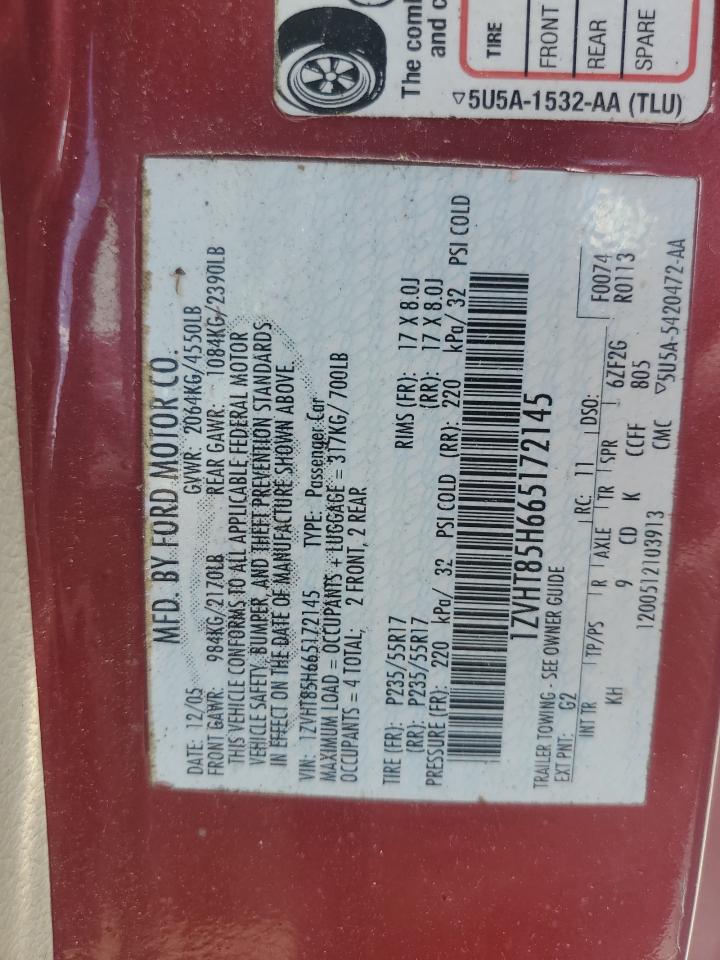 The com
and c
TIRE
FRONT
REAR
SPARE
▽5U5A-1532-AA (TLU)
MFD. BY FORD MOTOR CO.
DATE: 12/05 GVWR: 2064KG/4550LB
FRONT GAWR: 984KG/2170LB REAR GAWR: 1084KG/2390LB
THIS VEHICLE CONFORMS TO ALL APPLICABLE FEDERAL MOTOR
VEHICLE SAFETY, BUMPER, AND THEFT PREVENTION STANDARDS
IN EFFECT ON THE DATE OF MANUFACTURE SHOWN ABOVE.
VIN: 1ZVHT85H665172145 TYPE: Passenger Car
MAXIMUM LOAD = OCCUPANTS + LUGGAGE = 317KG/ 700LB
OCCUPANTS = 4 TOTAL; 2 FRONT, 2 REAR
TIRE (FR): P235/55R17 RIMS (FR): 17 X 8.0J
(RR): P235/55R17 (RR): 17 X 8.0J
PRESSURE (FR): 220 kPa/ 32 PSI COLD (RR): 220 kPa/ 32 PSI COLD
1ZVHT85H665172145
TRAILER TOWING - SEE OWNER GUIDE
EXT PNT: G2 RC: 11 DSO: F0074
INT TR TP/PS R AXLE TR SPR 6ZF2G R0113
KH 9 CD K CCFF 805
1200512103913 CMC ▽5U5A-5420472-AA